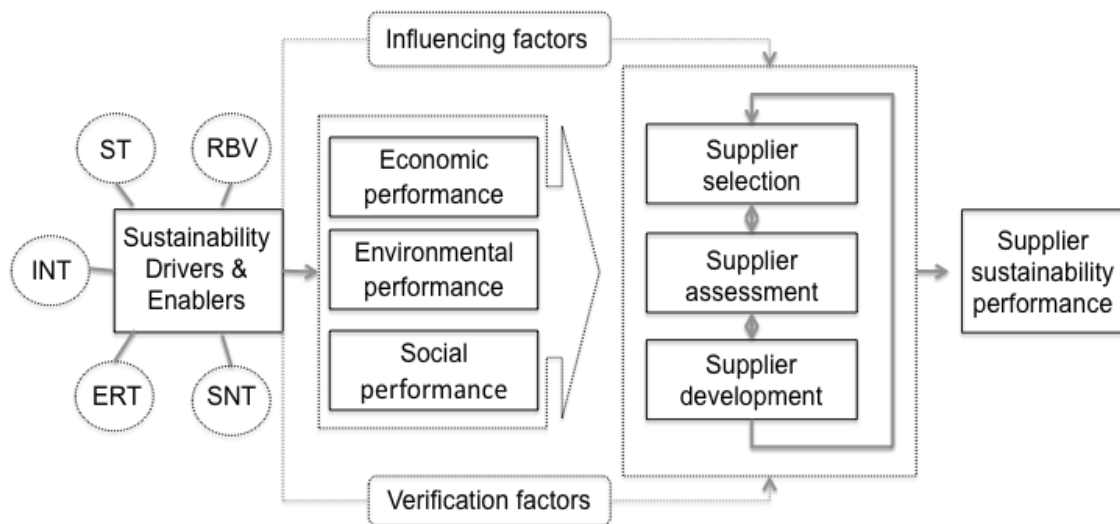 Influencing factors
ST
RBV
INT
ERT
SNT
Sustainability
Drivers &
Enablers
Economic
performance
Environmental
performance
Social
performance
Supplier
selection
Supplier
assessment
Supplier
development
Supplier
sustainability
performance
Verification factors